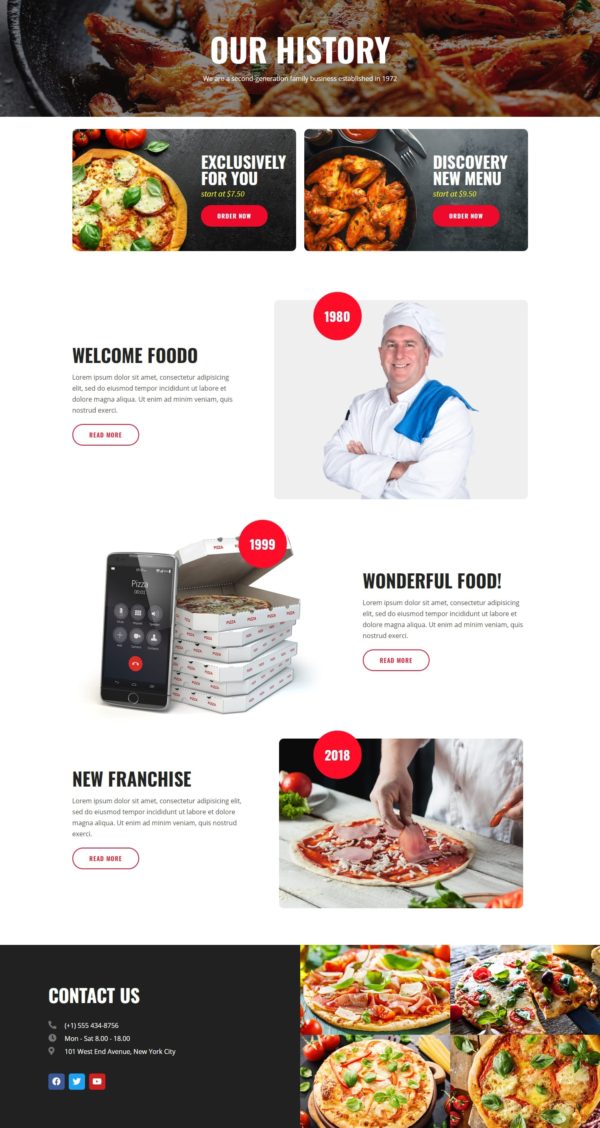 OUR HISTORY
We are a second-generation family business established in 1972
EXCLUSIVELY
FOR YOU
start at $7.50
ORDER NOW
DISCOVERY
NEW MENU
start at $9.50
ORDER NOW
1980
WELCOME FOODO
Lorem ipsum dolor sit amet, consectetur adipisicing
elit, sed do eiusmod tempor incididunt ut labore et
dolore magna aliqua. Ut enim ad minim veniam, quis
nostrud exerci.
READ MORE
1999
PIZZA
PIZZA
Pizza
00:03
PIZZA
PIZZA
PIZZA
WONDERFUL FOOD!
Lorem ipsum dolor sit amet, consectetur adipisicing
elit, sed do eiusmod tempor incididunt ut labore et
dolore magna aliqua. Ut enim ad minim veniam, quis
nostrud exerci.
READ MORE
2018
NEW FRANCHISE
Lorem ipsum dolor sit amet, consectetur adipisicing
elit, sed do eiusmod tempor incididunt ut labore et
dolore magna aliqua. Ut enim ad minim veniam, quis
nostrud exerci.
READ MORE
CONTACT US
(+1) 555 434-8756
Mon - Sat 8.00 - 18.00
101 West End Avenue, New York City